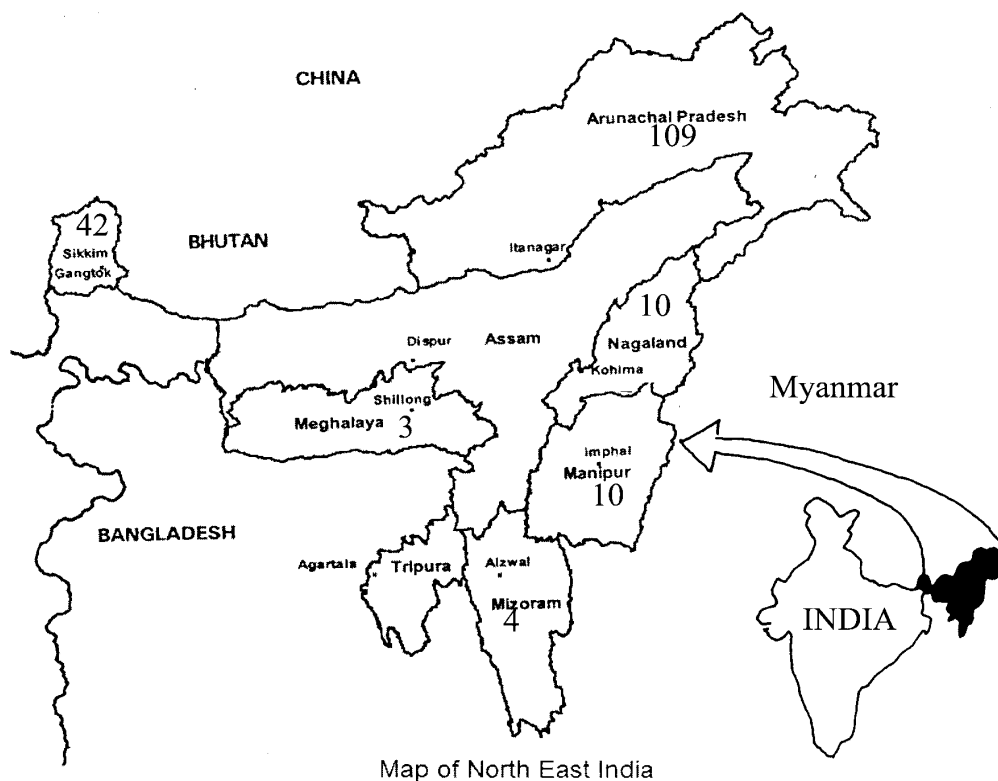 CHINA
Arunachal Pradesh
109
42
Sikkim
Gangtok
BHUTAN
Itanagar
10
Nagaland
Kohima
Dispur
Assam
Shillong
Meghalaya
3
Myanmar
Imphal
Manipur
10
BANGLADESH
Agartala
Tripura
Aizwal
Mizoram
4
INDIA
Map of North East India